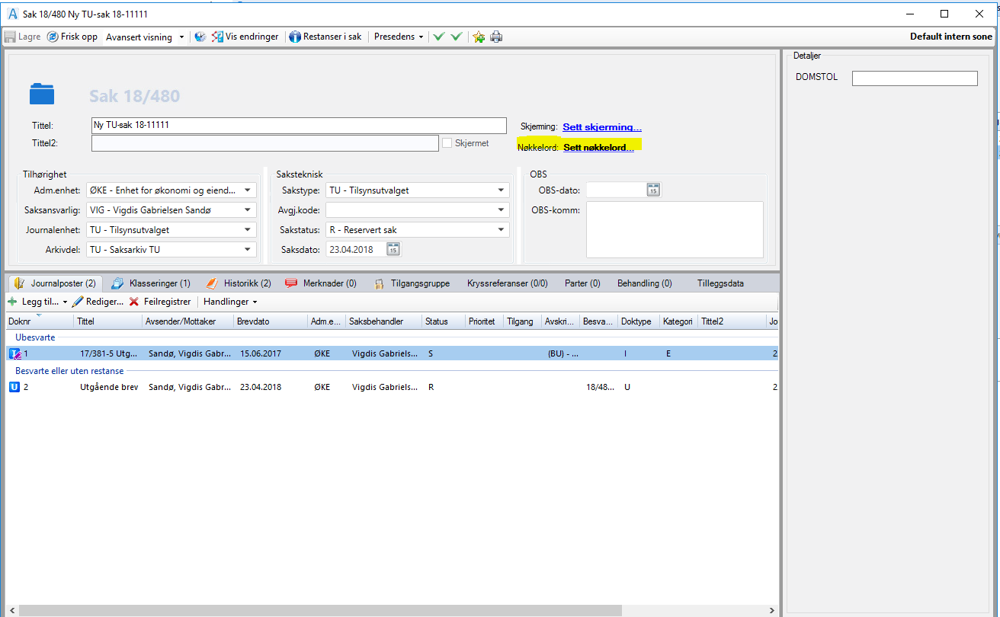 Sak 18/480 Ny TU-sak 18-11111
Lagre Frisk opp Avansert visning Vis endringer Restanser i sak Presedens Default intern sone
Detaljer
DOMSTOL
Sak 18/480
Tittel: Ny TU-sak 18-11111 Skjerming: Sett skjerming...
Tittel2: Skjermet Nøkkelord: Sett nøkkelord...
Tilhørighet Saksteknisk OBS
Adm.enhet: ØKE - Enhet for økonomi og eiend... Sakstype: TU - Tilsynsutvalget OBS-dato: 15
Saksansvarlig: VIG - Vigdis Gabrielsen Sandø Avgj.kode: OBS-komm:
Journalenhet: TU - Tilsynsutvalget Sakstatus: R - Reservert sak
Arkivdel: TU - Saksarkiv TU Saksdato: 23.04.2018 15
Journalposter (2) Klasseringer (1) Historikk (2) Merknader (0) Tilgangsgruppe Kryssreferanser (0/0) Parter (0) Behandling (0) Tilleggsdata
Legg til... Rediger... Feilregistrer Handlinger
Doknr Tittel Avsender/Mottaker Brevdato Adm.e... Saksbehandler Status Prioritet Tilgang Avskri... Besva... Doktype Kategori Tittel2 Jo
Ubesvarte
1 17/381-5 Utg... Sandø, Vigdis Gabr... 15.06.2017 ØKE Vigdis Gabriels... S (BU) - ... I E 2
Besvarte eller uten restanse
U 2 Utgående brev Sandø, Vigdis Gabr... 23.04.2018 ØKE Vigdis Gabriels... R 18/48... U 2